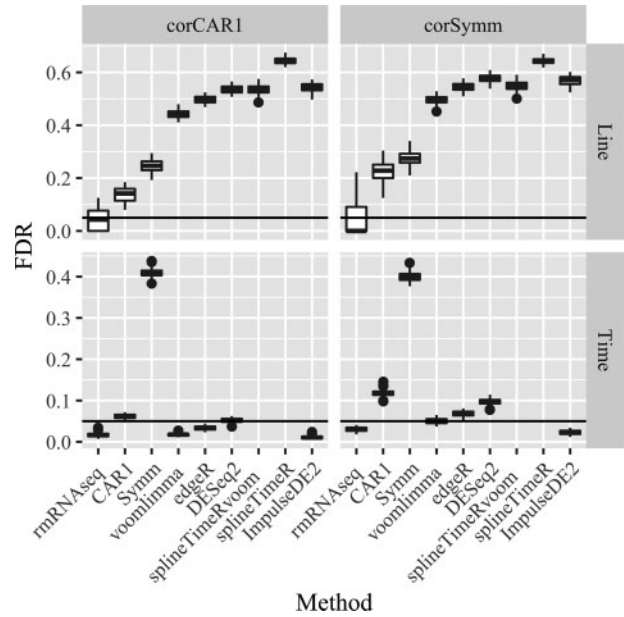 corCAR1
corSymm
0.6
0.4
0.2
0.0
Line
FDR
0.4
0.3
0.2
0.1
0.0
Time
rmRNAseq
CAR1
Symm
voomlimma
edgeR
DESeq2
splineTimeRvoom
splineTimeR
ImpulseDE2
rmRNAseq
CAR1
Symm
voomlimma
edgeR
DESeq2
splineTimeRvoom
splineTimeR
ImpulseDE2
Method